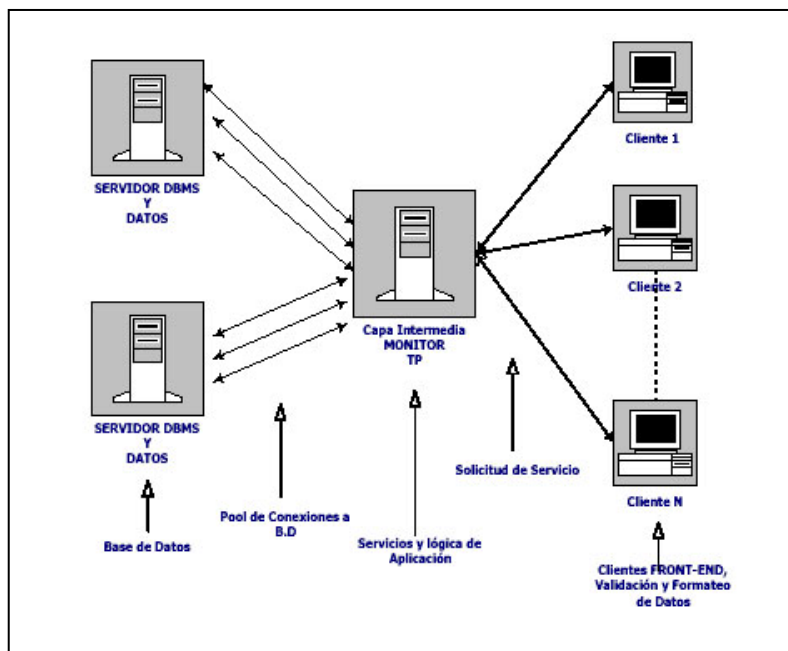 Cliente 1
SERVIDOR DBMS
Y
DATOS
Cliente 2
Capa Intermedia
MONITOR
TP
SERVIDOR DBMS
Y
DATOS
Solicitud de Servicio
Cliente N
Pool de Conexiones a
B.D
Base de Datos
Servicios y lógica de
Aplicación
Clientes FRONT-END,
Validación y Formateo
de Datos